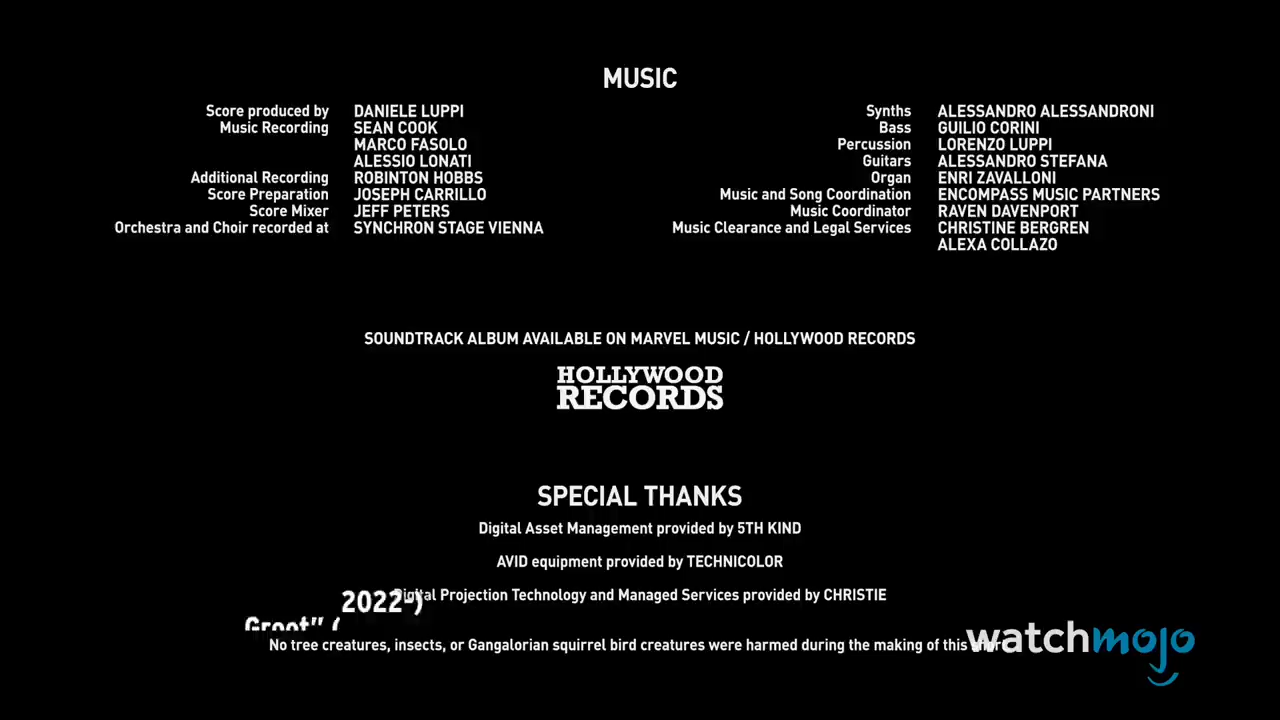 MUSIC
Score produced by DANIELE LUPPI
Music Recording SEAN COOK
MARCO FASOLO
ALESSIO LONATI
Additional Recording ROBINTON HOBBS
Score Preparation JOSEPH CARRILLO
Score Mixer JEFF PETERS
Orchestra and Choir recorded at SYNCHRON STAGE VIENNA
Synths ALESSANDRO ALESSANDRONI
Bass GUILIO CORINI
Percussion LORENZO LUPPI
Guitars ALESSANDRO STEFANA
Organ ENRI ZAVALLONI
Music and Song Coordination ENCOMPASS MUSIC PARTNERS
Music Coordinator RAVEN DAVENPORT
Music Clearance and Legal Services CHRISTINE BERGREN
ALEXA COLLAZO
SOUNDTRACK ALBUM AVAILABLE ON MARVEL MUSIC / HOLLYWOOD RECORDS
HOLLYWOOD
RECORDS
SPECIAL THANKS
Digital Asset Management provided by 5TH KIND
AVID equipment provided by TECHNICOLOR
Digital Projection Technology and Managed Services provided by CHRISTIE
2022-)
Groot” (
No tree creatures, insects, or Gangalorian squirrel bird creatures were harmed during the making of this
watchmojo